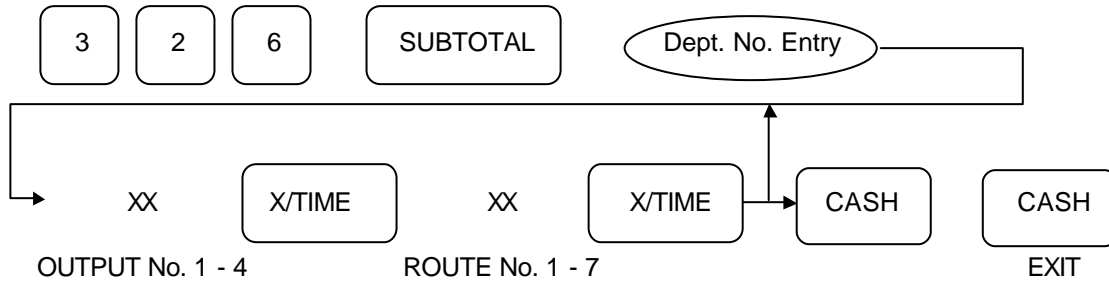 3 2 6 SUBTOTAL Dept. No. Entry
XX X/TIME XX X/TIME CASH CASH
OUTPUT No. 1 - 4 ROUTE No. 1 - 7 EXIT